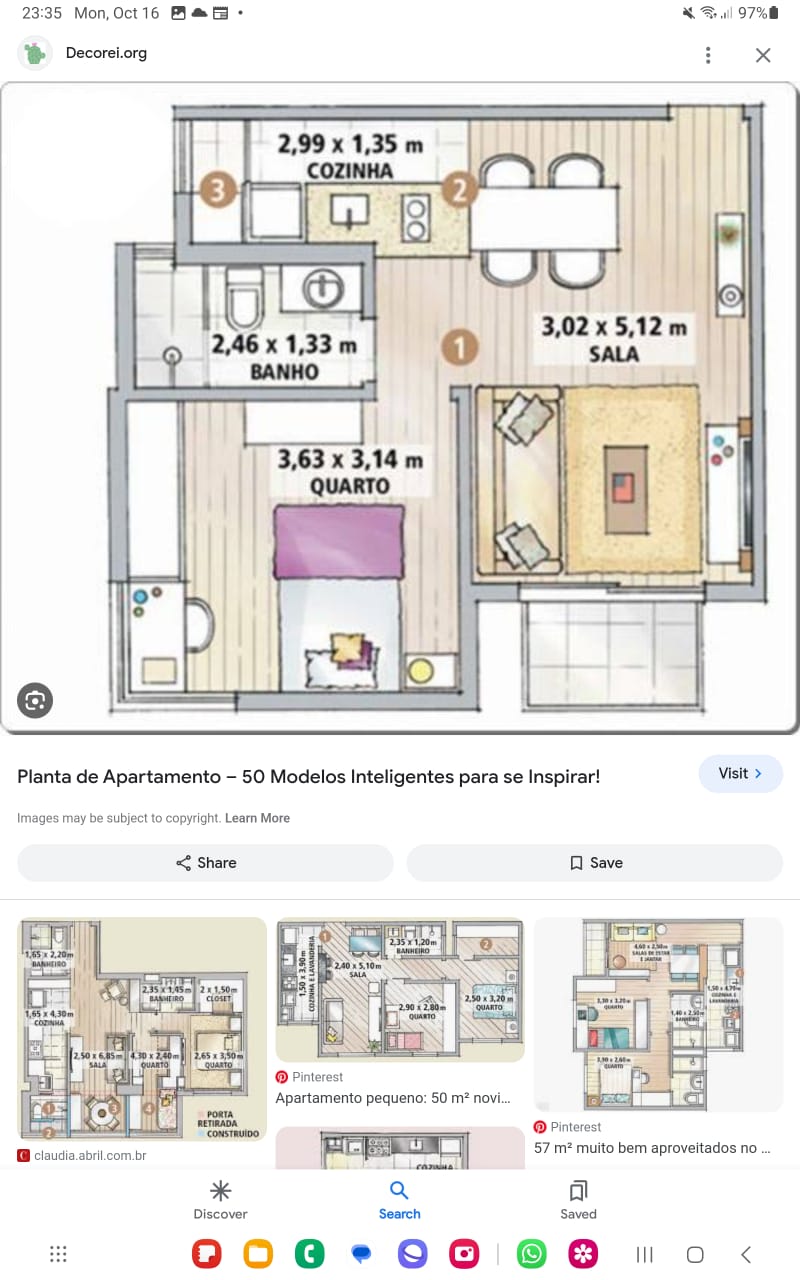 23:35 Mon, Oct 16
97%
Decorei.org
2,99 x 1,35 m
COZINHA
3
2
2,46 x 1,33 m
BANHO
1
3,02 x 5,12 m
SALA
3,63 x 3,14 m
QUARTO
Planta de Apartamento – 50 Modelos Inteligentes para se Inspirar!
Visit
Images may be subject to copyright. Learn More
Share
Save
1,65 x 2,20m
BANHEIRO
2,35 x 1,45m
BANHEIRO
2 x 1,50m
CLOSET
1,65 x 4,30m
COZINHA
2,50 x 6,85m
SALA
4,30 x 2,40m
QUARTO
2,65 x 3,50m
QUARTO
1
2
3
4
PORTA
RETIRADA
CONSTRUÍDO
claudia.abril.com.br
1
2,35 x 1,20m
BANHEIRO
2
1,50 x 3,90m
COZINHA E LAVANDERIA
2,40 x 5,10m
SALA
2,90 x 2,80m
QUARTO
2,50 x 3,20m
QUARTO
Pinterest
Apartamento pequeno: 50 m² novi...
COZINHA
4,60 x 2,50m
SALAS DE ESTAR
E JANTAR
3,30 x 3,20m
QUARTO
1,50 x 4,70m
COZINHA E
LAVANDERIA
1,40 x 2,50m
BANHEIRO
3,90 x 2,60m
QUARTO
Pinterest
57 m² muito bem aproveitados no ...
Discover
Search
Saved